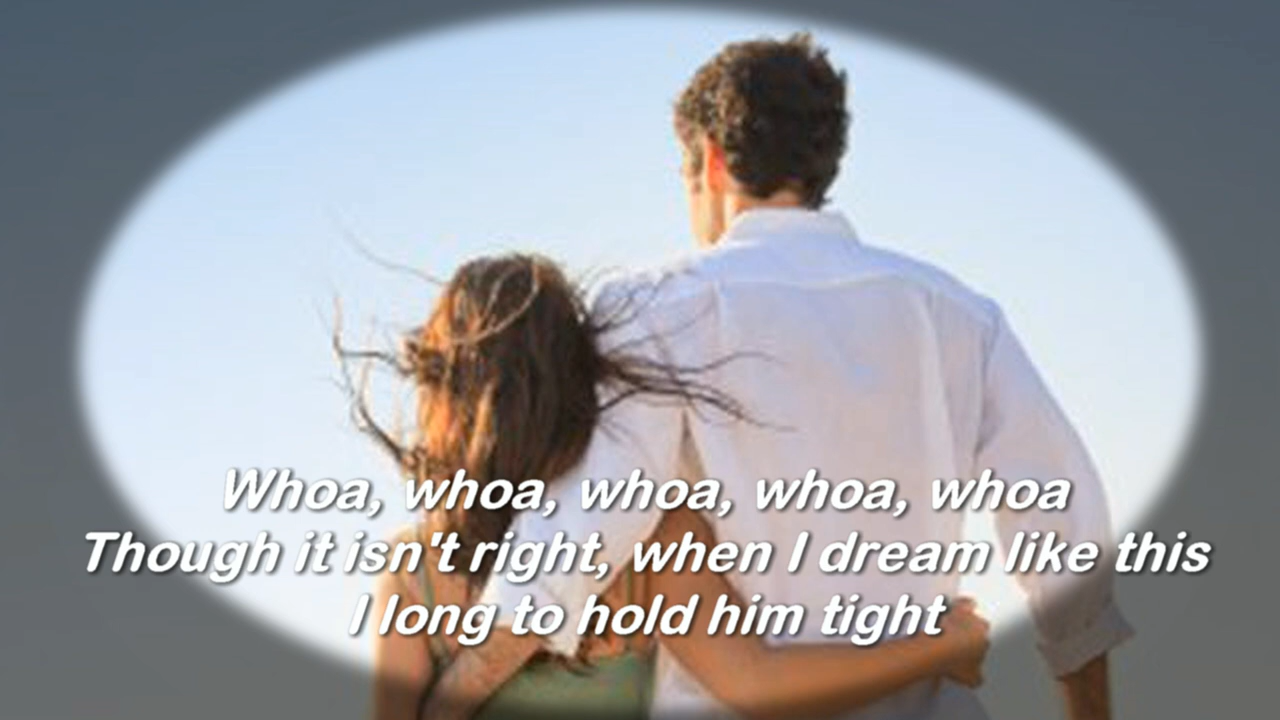 Whoa, whoa, whoa, whoa, whoa
Though it isn't right, when I dream like this
I long to hold him tight